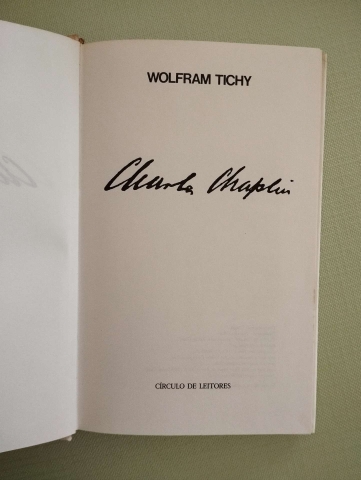 WOLFRAM TICHY
Charles Chaplin
CÍRCULO DE LEITORES